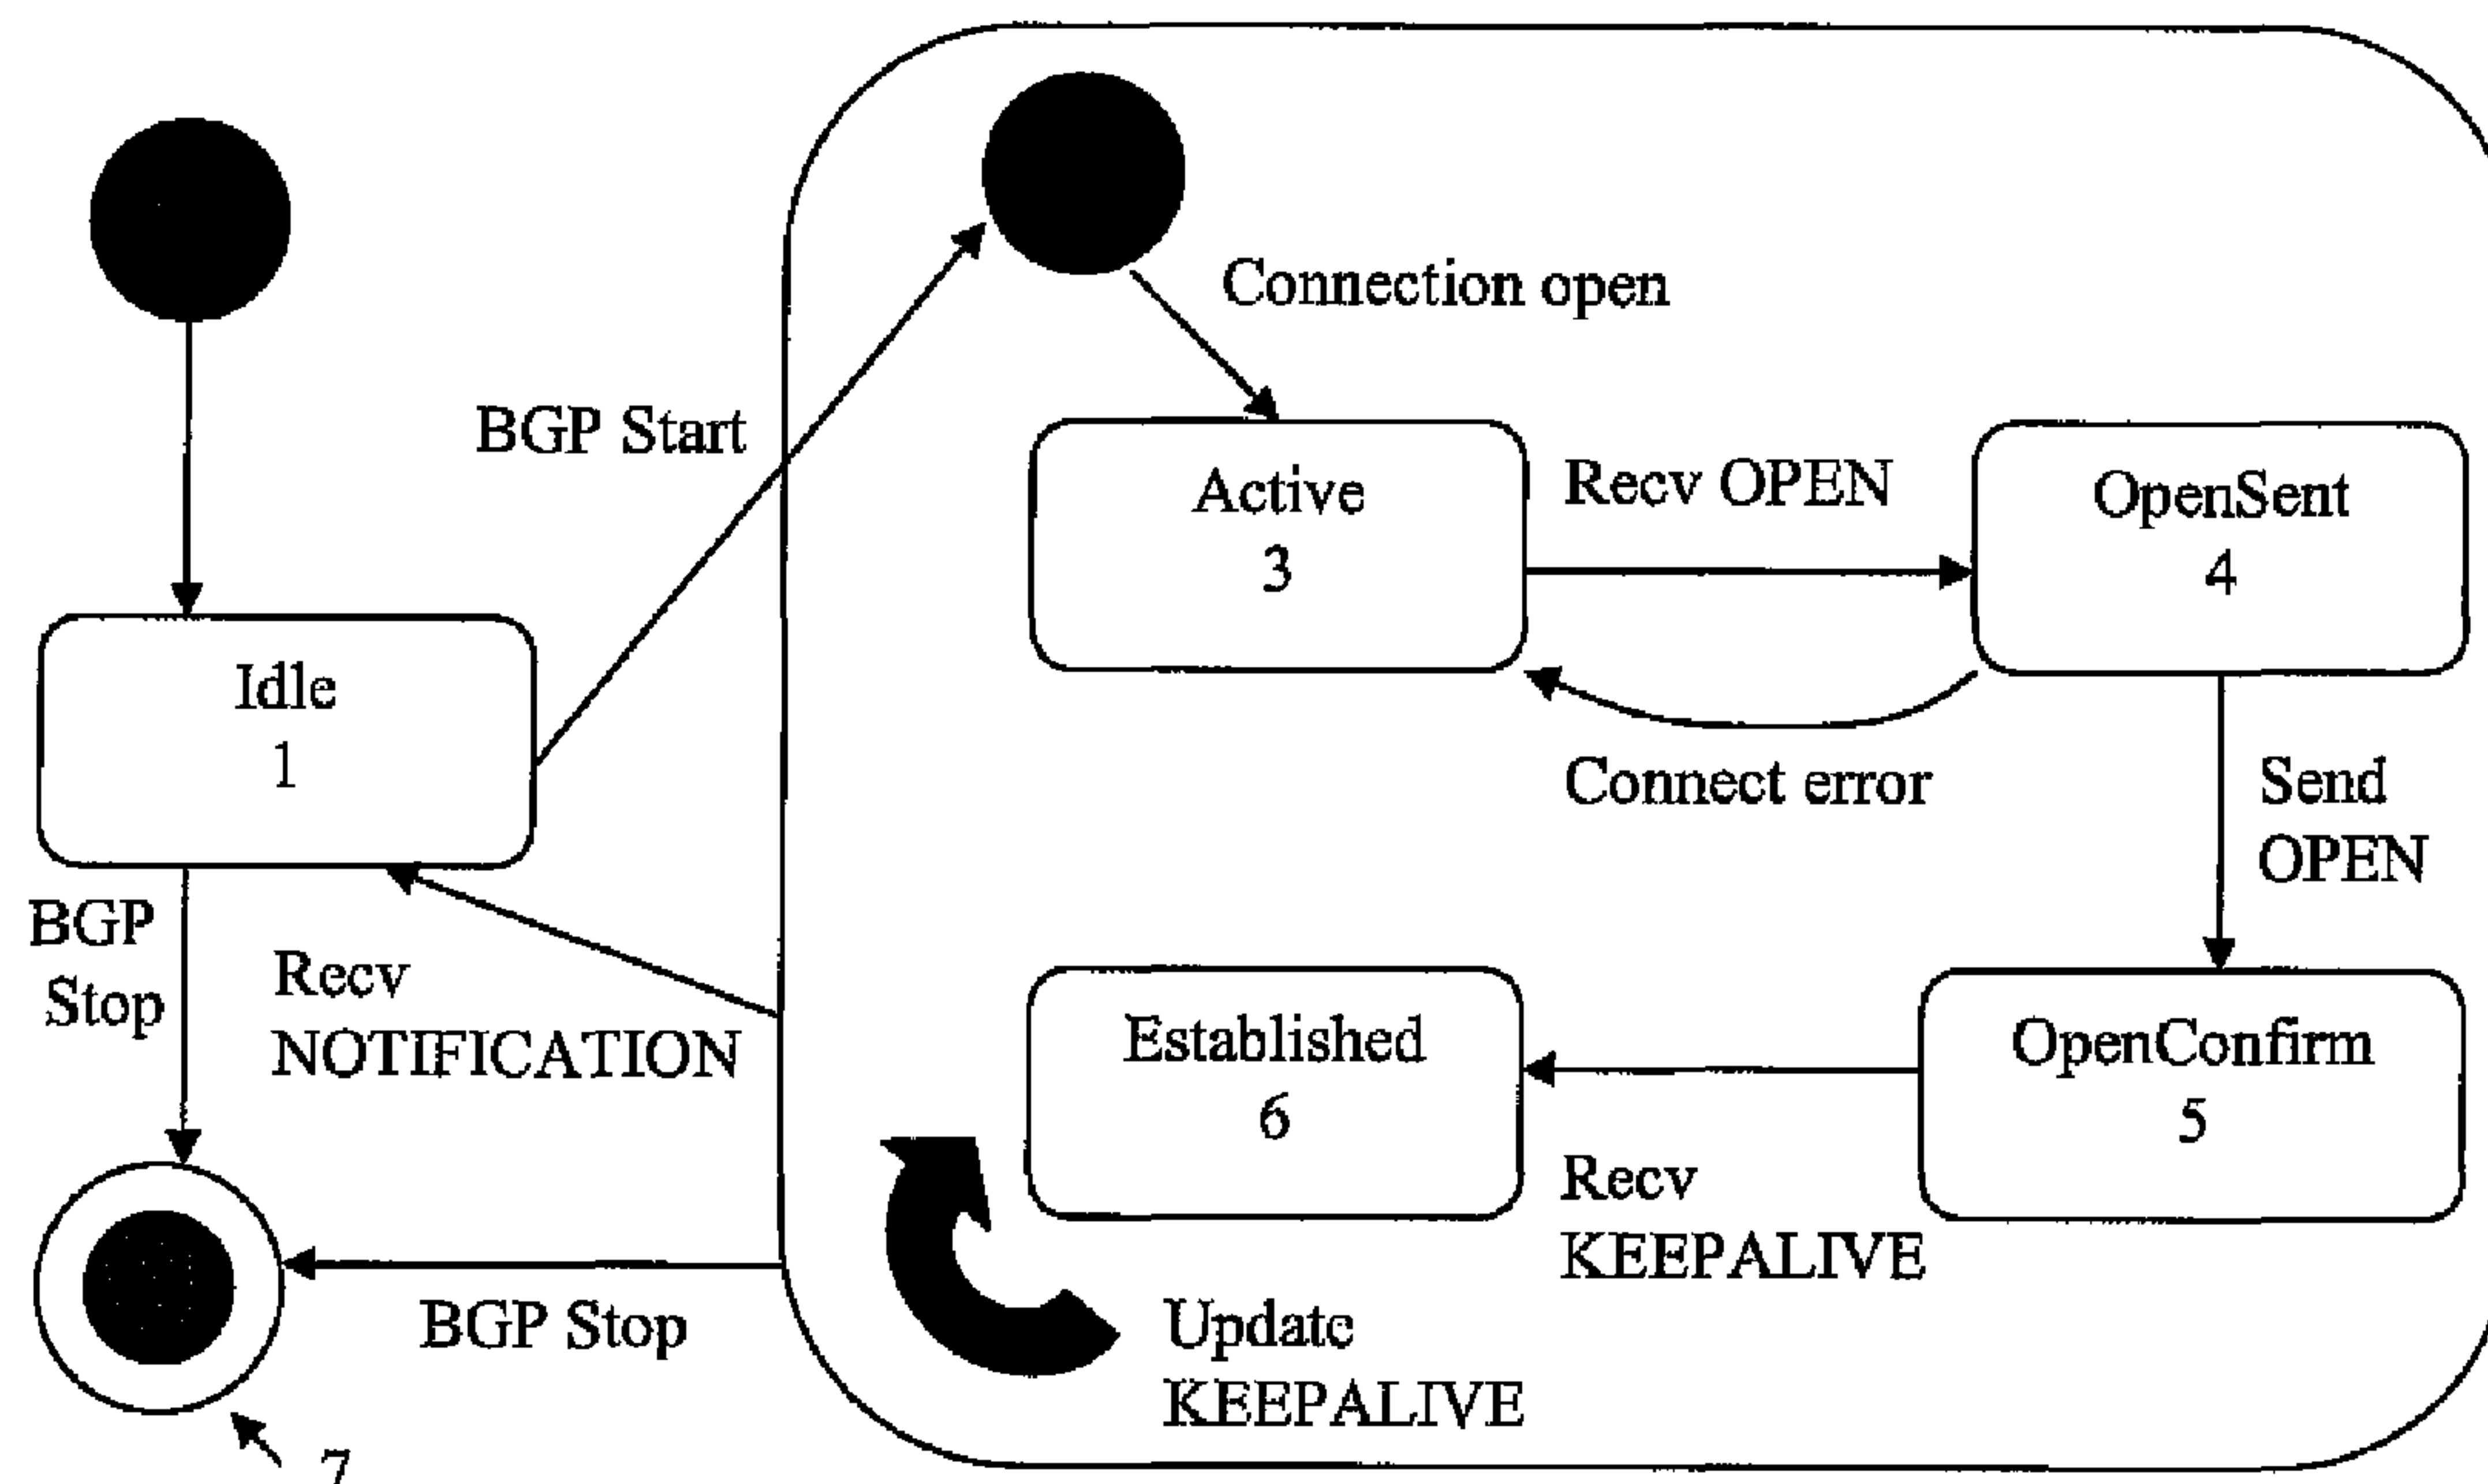 Connection open
BGP Start
Active
3
Recv OPEN
OpenSent
4
Idle
1
Connect error
Send
OPEN
BGP
Stop
Recv
NOTIFICATION
Established
6
OpenConfirm
5
Recv
KEEPALIVE
BGP Stop
Update
KEEPALIVE
7